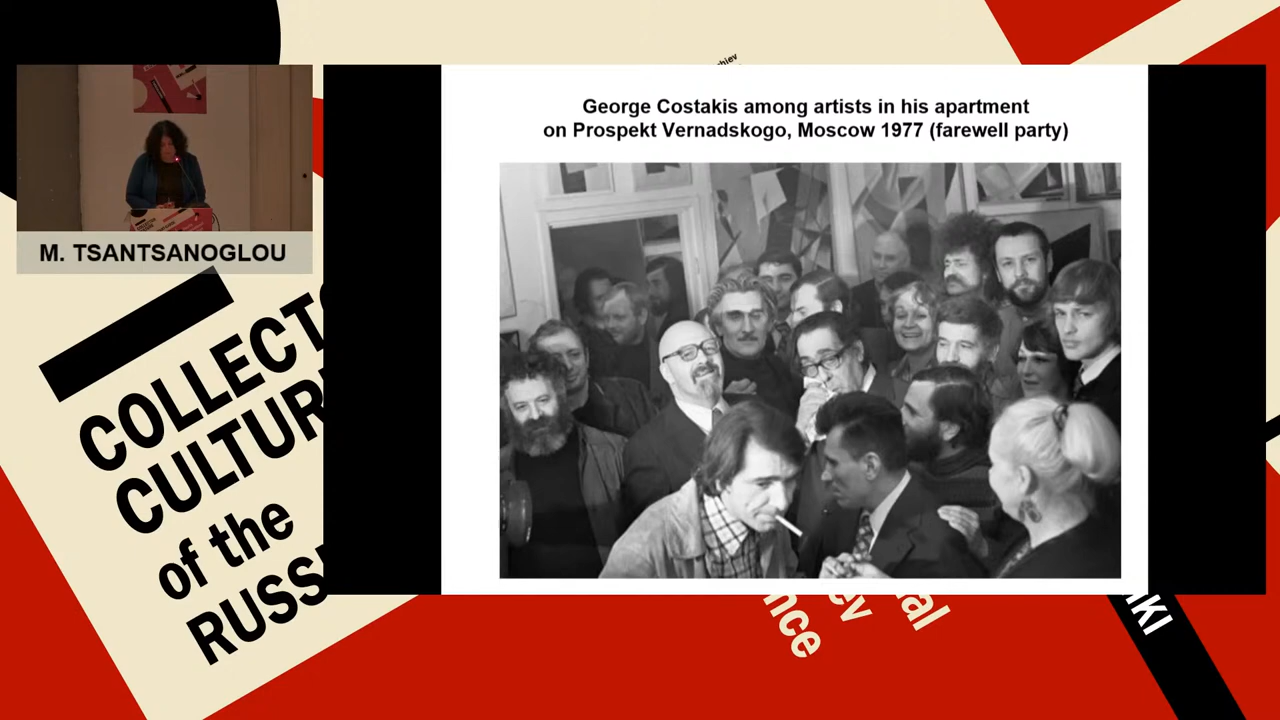 George Costakis among artists in his apartment
on Prospekt Vernadskogo, Moscow 1977 (farewell party)
M. TSANTSANOGLOU
COLLECT
CULTUR
of the
RUSS